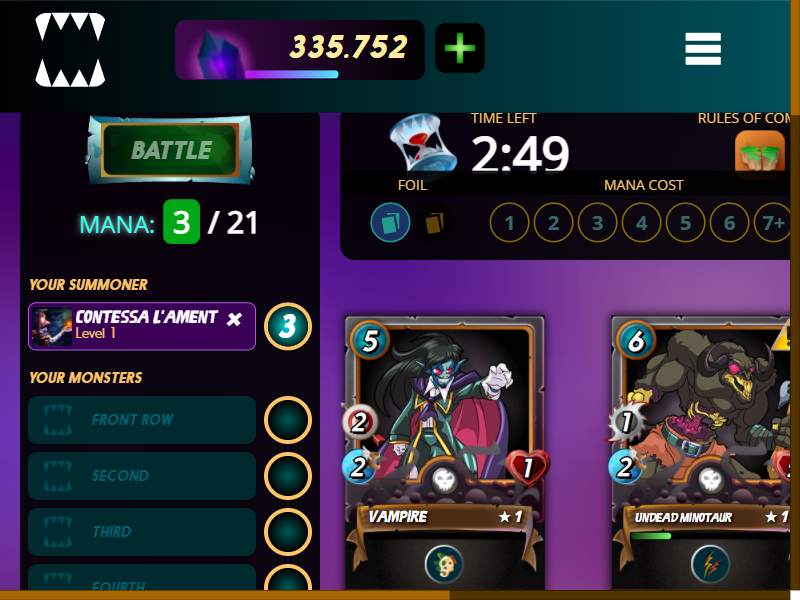 335.752
BATTLE
MANA: 3 / 21
YOUR SUMMONER
CONTESSA L'AMENT
Level 1
3
YOUR MONSTERS
FRONT ROW
SECOND
THIRD
FOURTH
TIME LEFT
2:49
RULES OF COM
FOIL
MANA COST
1 2 3 4 5 6 7+
5
2
2
1
VAMPIRE ★ 1
6
1
2
UNDEAD MINOTAUR ★ 1